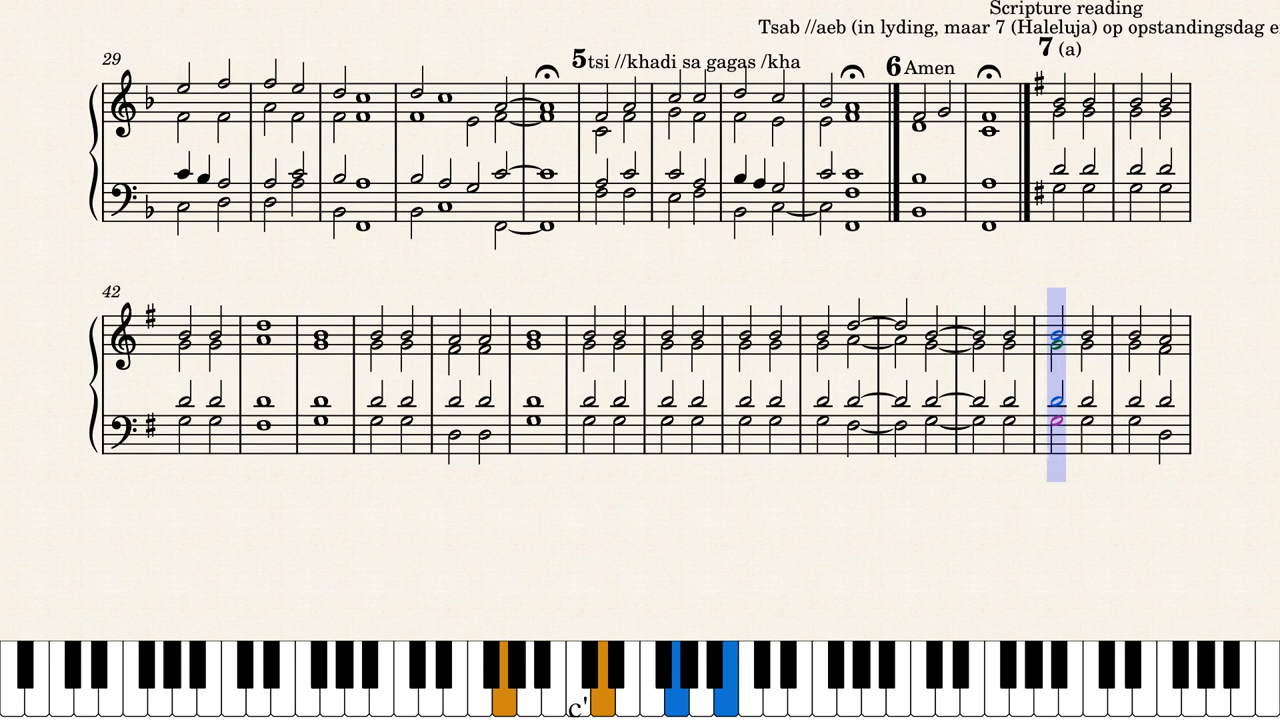 Scripture reading
Tsab //aeb (in lyding, maar 7 (Haleluja) op opstandingsdag e
7 (a)
29
5 tsi //khadi sa gagas /kha
6 Amen
42
c'